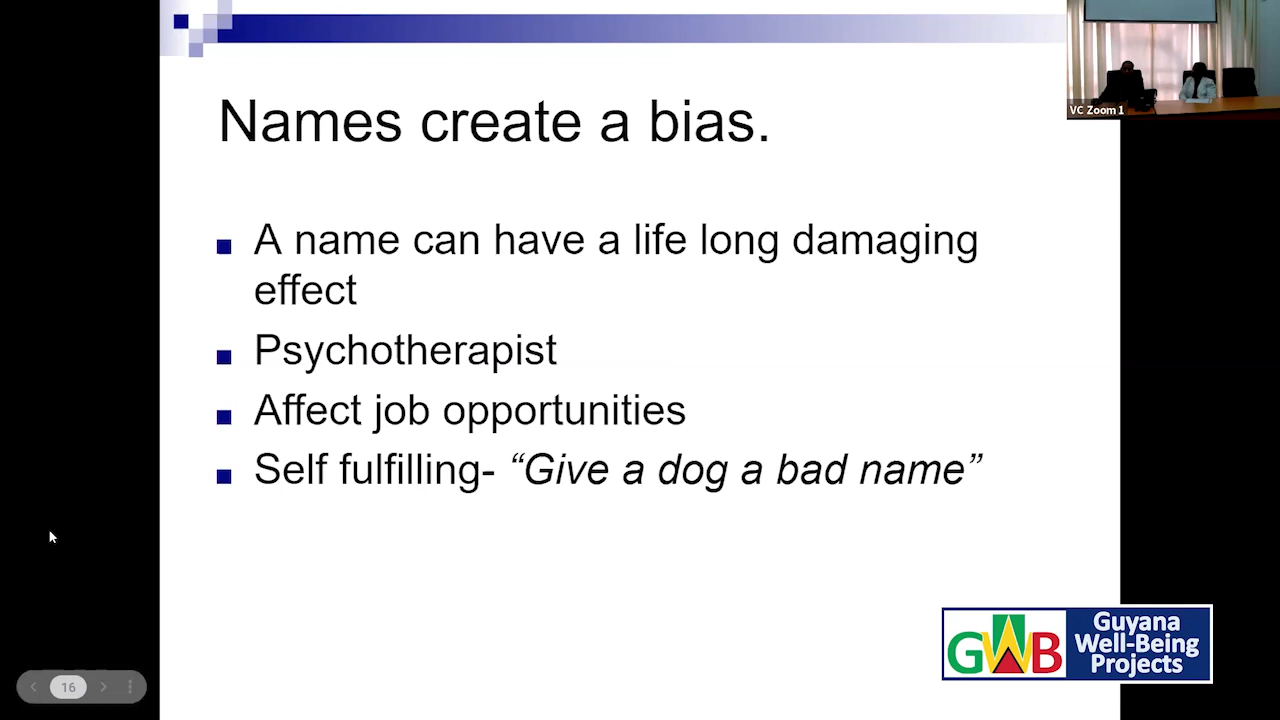 VC Zoom 1
Names create a bias.
A name can have a life long damaging
effect
Psychotherapist
Affect job opportunities
Self fulfilling- “Give a dog a bad name”
GWB
Guyana
Well-Being
Projects
16